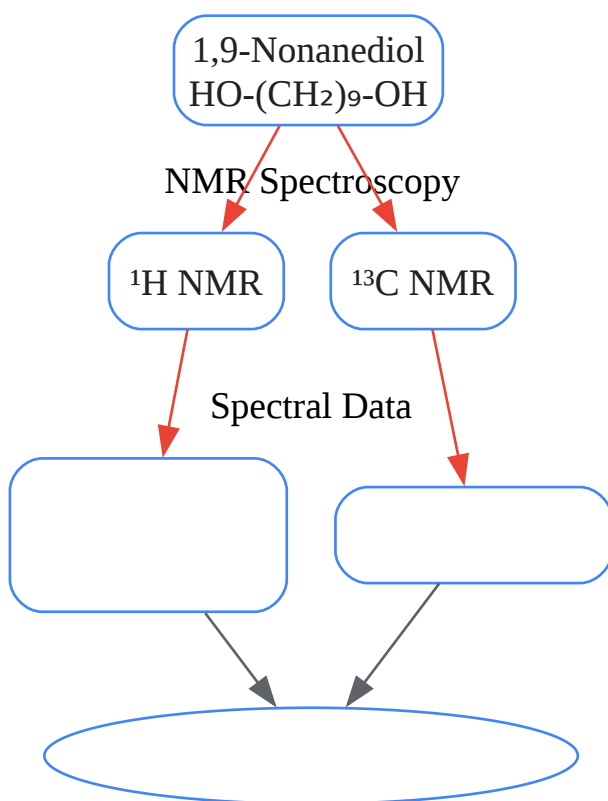 1,9-Nonanediol
HO-(CH₂)₉-OH
NMR Spectroscopy
¹H NMR
¹³C NMR
Spectral Data